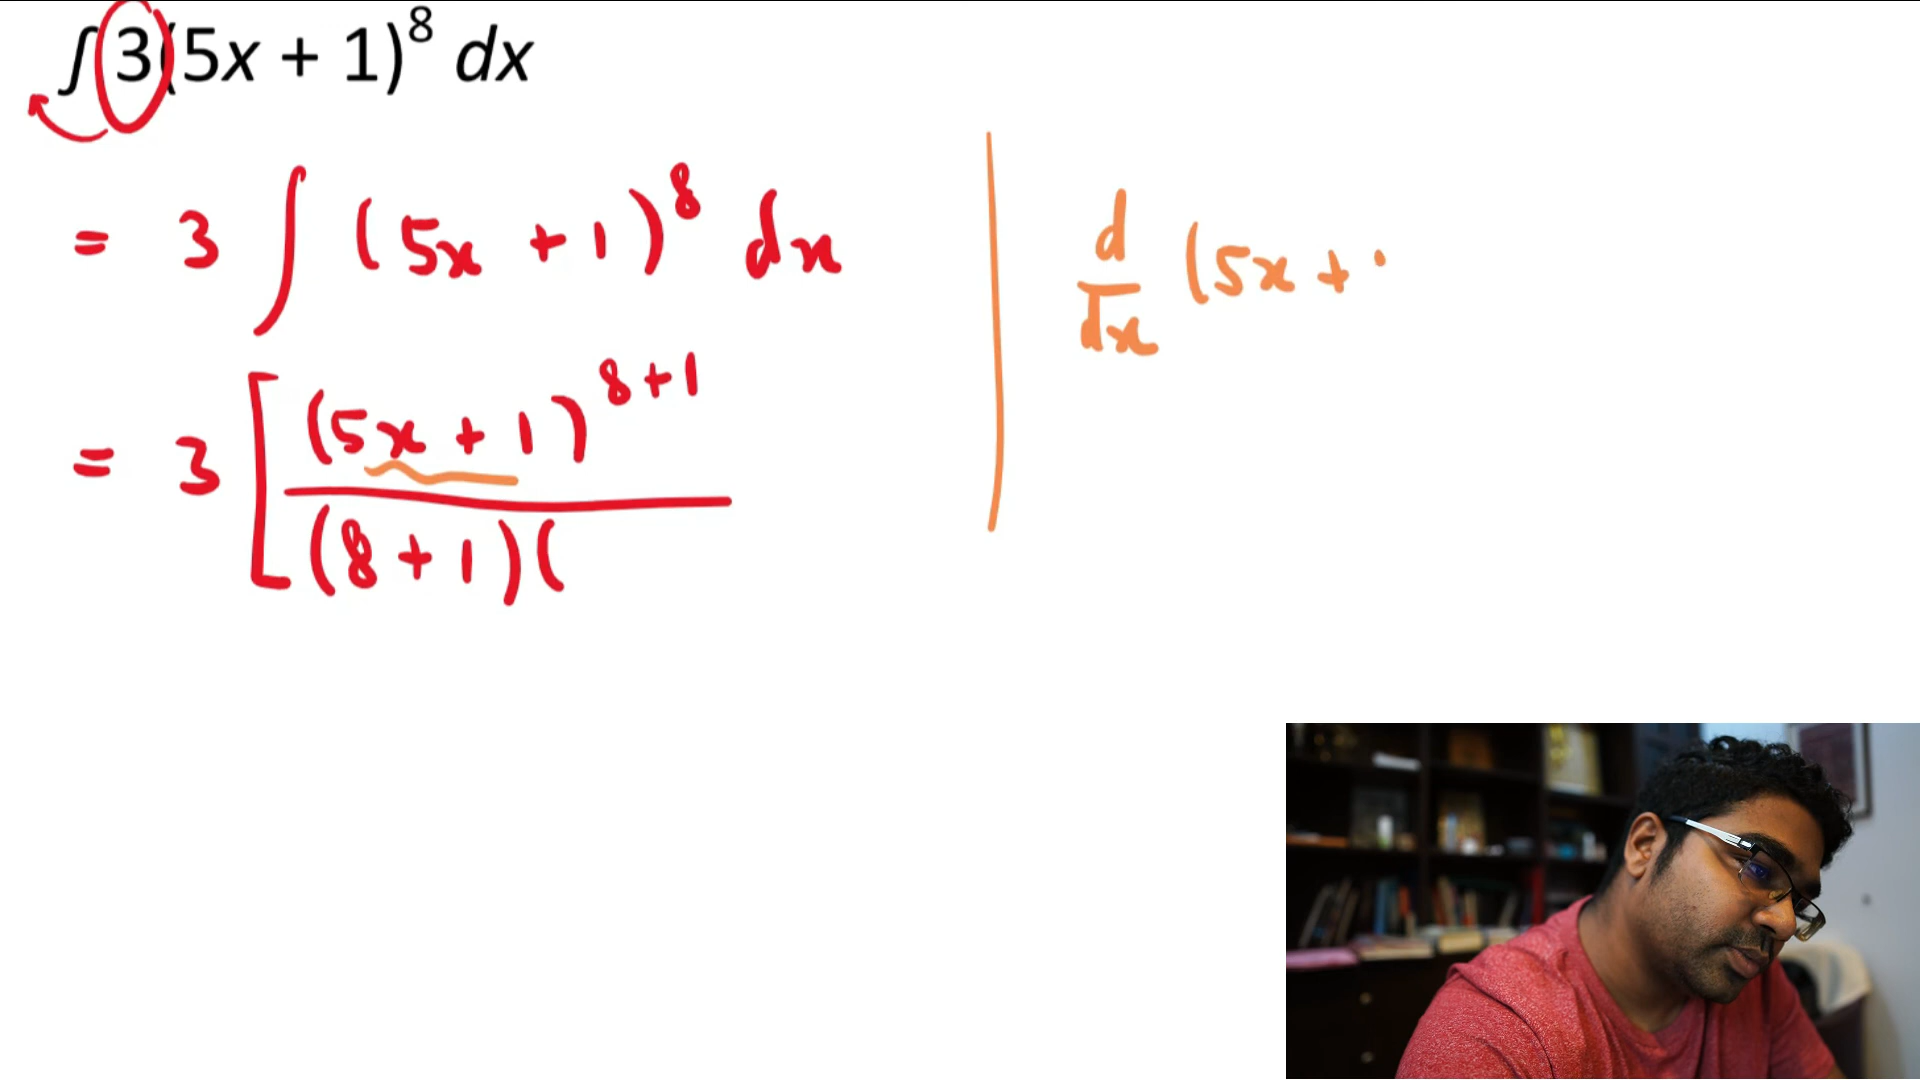 ∫ 3(5x + 1)⁸ dx
= 3 ∫ (5x + 1)⁸ dx
= 3 [ (5x + 1)⁸⁺¹
(8 + 1)(
d
dx
(5x +